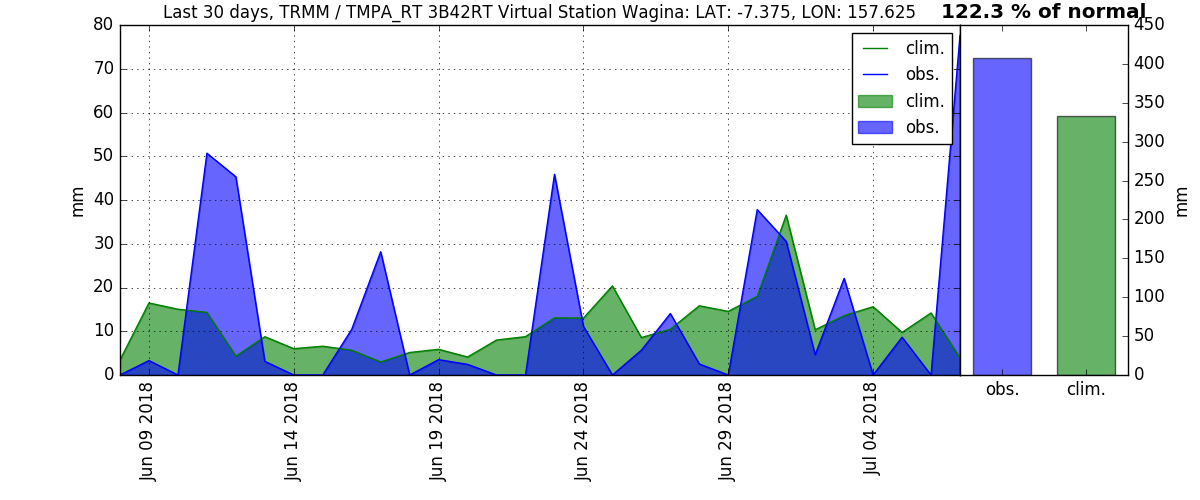 Last 30 days, TRMM / TMPA_RT 3B42RT Virtual Station Wagina: LAT: -7.375, LON: 157.625
122.3 % of normal
80
70
60
50
40
30
20
10
0
mm
clim.
obs.
clim.
obs.
Jun 09 2018
Jun 14 2018
Jun 19 2018
Jun 24 2018
Jun 29 2018
Jul 04 2018
450
400
350
300
250
200
150
100
50
0
mm
obs.
clim.